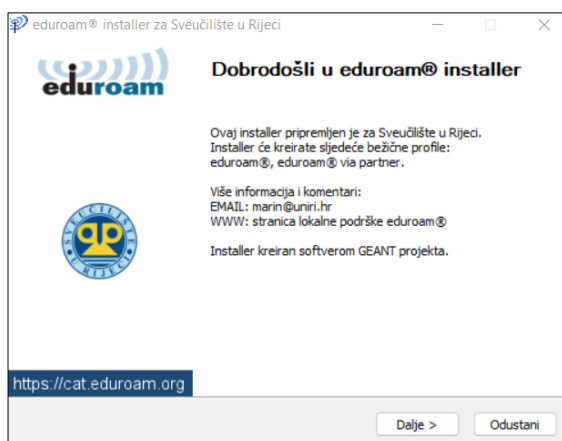 eduroam® installer za Sveučilište u Rijeci
eduroam
Dobrodošli u eduroam® installer
Ovaj installer pripremljen je za Sveučilište u Rijeci.
Installer će kreirate sljedeće bežične profile:
eduroam®, eduroam® via partner.
Više informacija i komentari:
EMAIL: marin@uniri.hr
WWW: stranica lokalne podrške eduroam®
SVEUČILIŠTE U RIJECI
Installer kreiran softverom GEANT projekta.
https://cat.eduroam.org
Dalje >
Odustani